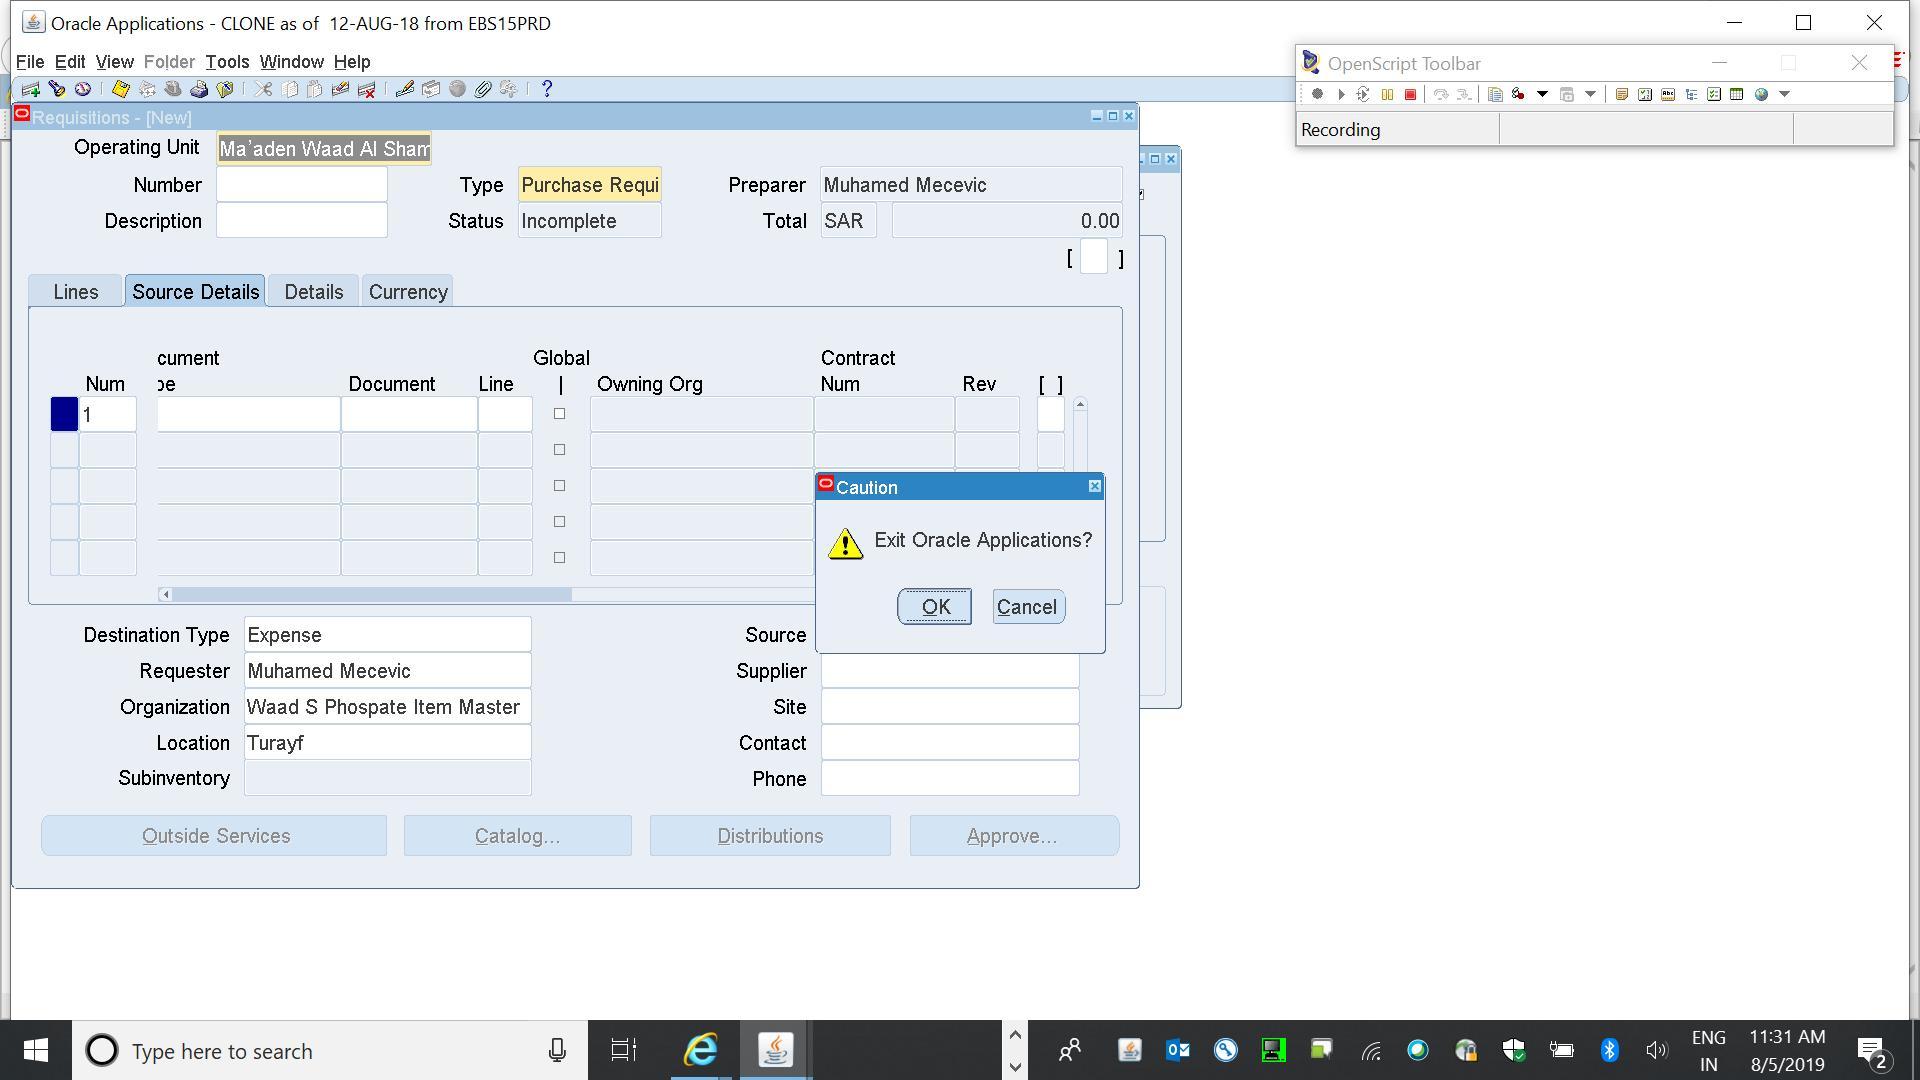 Oracle Applications - CLONE as of 12-AUG-18 from EBS15PRD
File Edit View Folder Tools Window Help
OpenScript Toolbar
Recording
Requisitions - [New]
Operating Unit Ma'aden Waad Al Sham
Number Type Purchase Requi Preparer Muhamed Mecevic
Description Status Incomplete Total SAR 0.00
[ ]
Lines Source Details Details Currency
cument Global Contract
Num pe Document Line | Owning Org Num Rev [ ]
1
Caution
Exit Oracle Applications?
OK Cancel
Destination Type Expense Source
Requester Muhamed Mecevic Supplier
Organization Waad S Phospate Item Master Site
Location Turayf Contact
Subinventory Phone
Outside Services Catalog... Distributions Approve...
Type here to search
ENG 11:31 AM
IN 8/5/2019
2